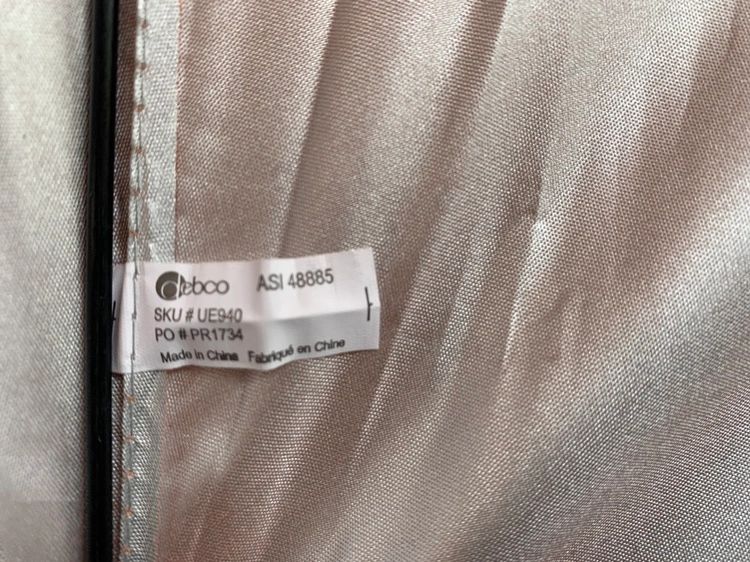 debco ASI 48885
SKU # UE940
PO # PR1734
Made in China Fabriqué en Chine